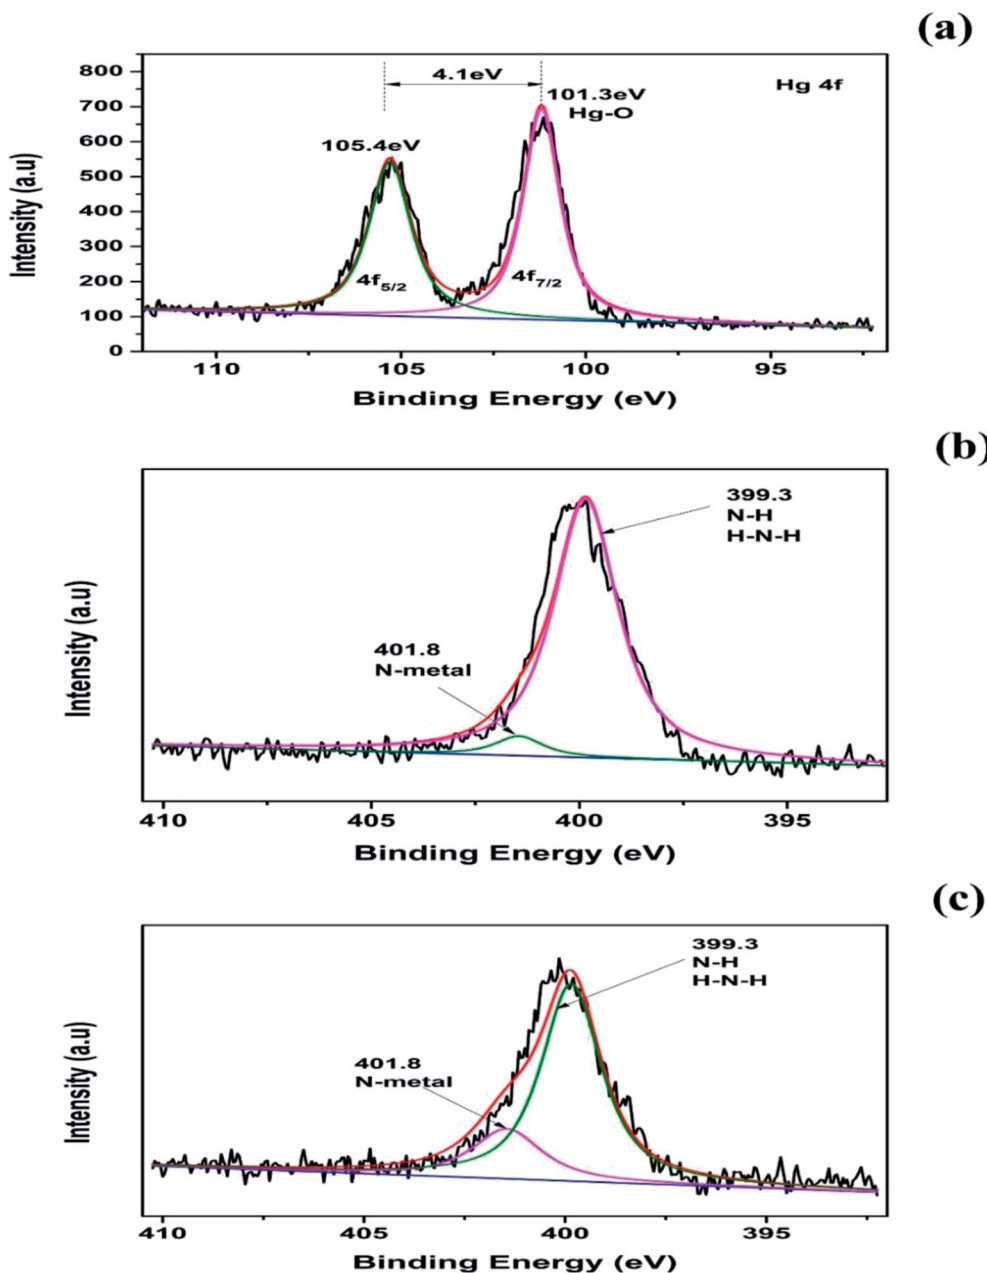 (a)
800
700
600
500
400
300
200
100
0
Intensity (a.u)
4.1eV
101.3eV
Hg-O
Hg 4f
105.4eV
4f5/2
4f7/2
110
105
100
95
Binding Energy (eV)
(b)
399.3
N-H
H-N-H
401.8
N-metal
Intensity (a.u)
410
405
400
395
Binding Energy (eV)
(c)
399.3
N-H
H-N-H
401.8
N-metal
Intensity (a.u)
410
405
400
395
Binding Energy (eV)